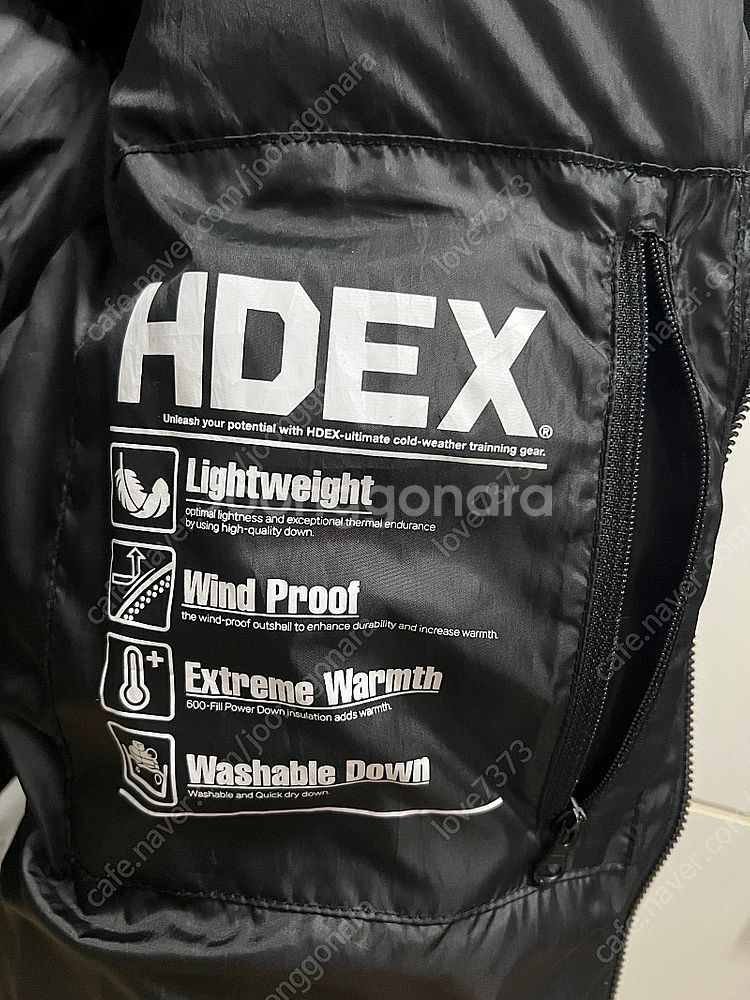 HDEX®
Unleash your potential with HDEX-ultimate cold-weather trainning gear.
Lightweight
optimal lightness and exceptional thermal endurance
by using high-quality down.
Wind Proof
the wind-proof outshell to enhance durability and increase warmth.
Extreme Warmth
600-Fill Power Down insulation adds warmth.
Washable Down
Washable and Quick dry down.
joonggonara
cafe.naver.com/joonggonara
love7373